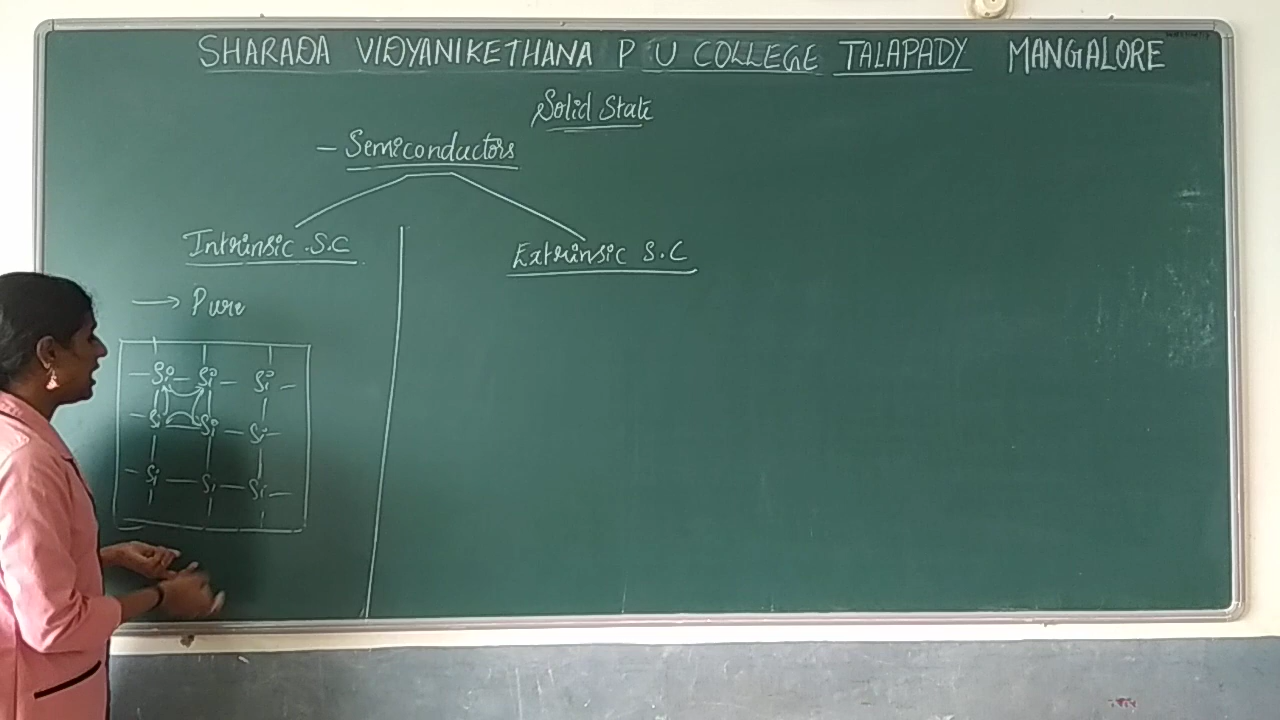 SHARADA VIDYANIKETHANA P U COLLEGE TALAPADY MANGALORE
Solid State
– Semiconductors
Intrinsic .S.C
Extrinsic S.C
→ Pure
– Si – Si – Si –
– Si – Si – Si –
– Si – Si – Si –